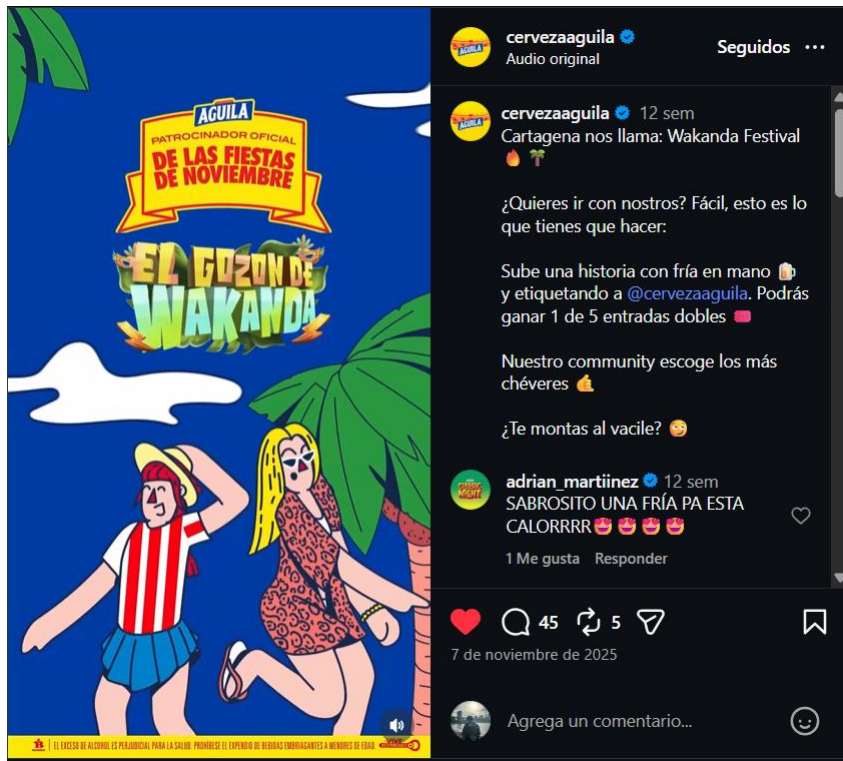 AGUILA
PATROCINADOR OFICIAL
DE LAS FIESTAS
DE NOVIEMBRE
EL GOZON DE
WAKANDA
EL EXCESO DE ALCOHOL ES PERJUDICIAL PARA LA SALUD. PROHÍBESE EL EXPENDIO DE BEBIDAS EMBRIAGANTES A MENORES DE EDAD.
cervezaaguila
Audio original
Seguidos
cervezaaguila 12 sem
Cartagena nos llama: Wakanda Festival
🔥 🌴
¿Quieres ir con nostros? Fácil, esto es lo
que tienes que hacer:
Sube una historia con fría en mano 🍺
y etiquetando a @cervezaaguila. Podrás
ganar 1 de 5 entradas dobles 🎟️
Nuestro community escoge los más
chéveres 🤙
¿Te montas al vacile? 😏
adrian_martiinez 12 sem
SABROSITO UNA FRÍA PA ESTA
CALORRRR🤩🤩🤩🤩
1 Me gusta Responder
45 5
7 de noviembre de 2025
Agrega un comentario...